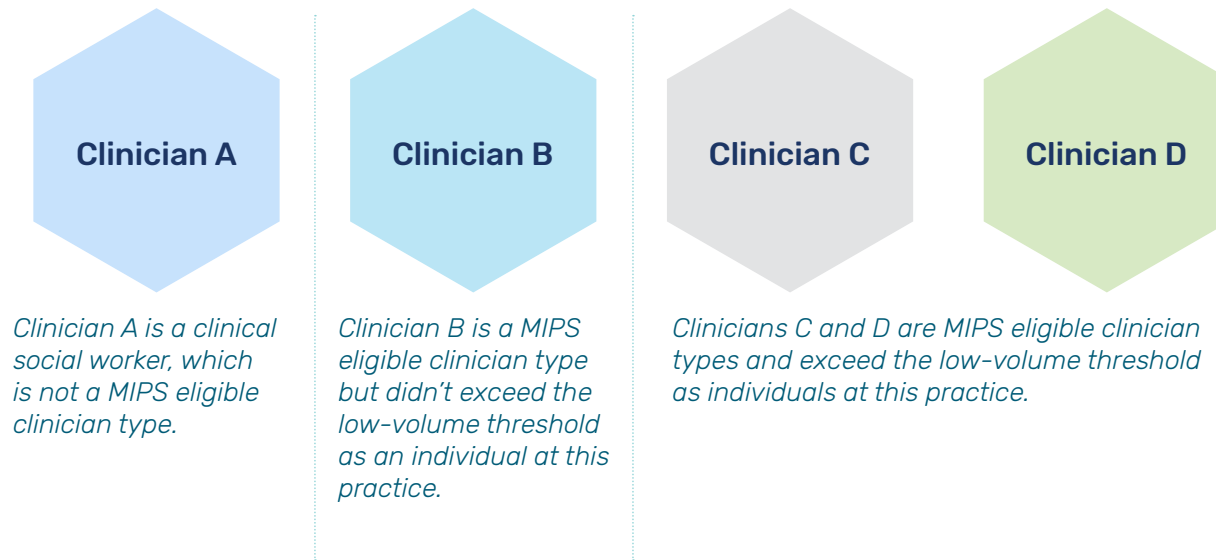 Clinician A
Clinician B
Clinician C
Clinician D
Clinician A is a clinical
social worker, which
is not a MIPS eligible
clinician type.
Clinician B is a MIPS
eligible clinician type
but didn’t exceed the
low-volume threshold
as an individual at this
practice.
Clinicians C and D are MIPS eligible clinician
types and exceed the low-volume threshold
as individuals at this practice.